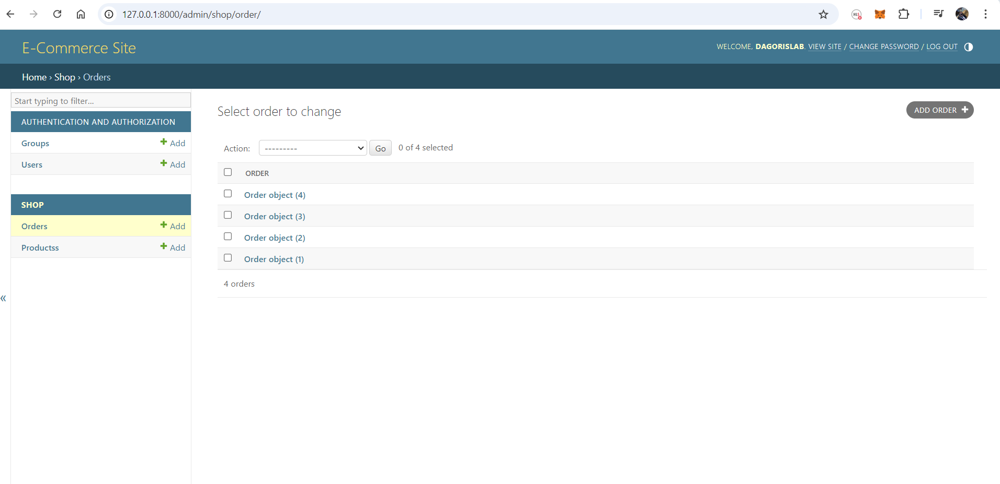 127.0.0.1:8000/admin/shop/order/
HLS
E-Commerce Site
WELCOME, DAGORISLAB. VIEW SITE / CHANGE PASSWORD / LOG OUT
Home › Shop › Orders
Start typing to filter...
AUTHENTICATION AND AUTHORIZATION
Groups + Add
Users + Add
SHOP
Orders + Add
Productss + Add
«
Select order to change
ADD ORDER +
Action: --------- Go 0 of 4 selected
ORDER
Order object (4)
Order object (3)
Order object (2)
Order object (1)
4 orders